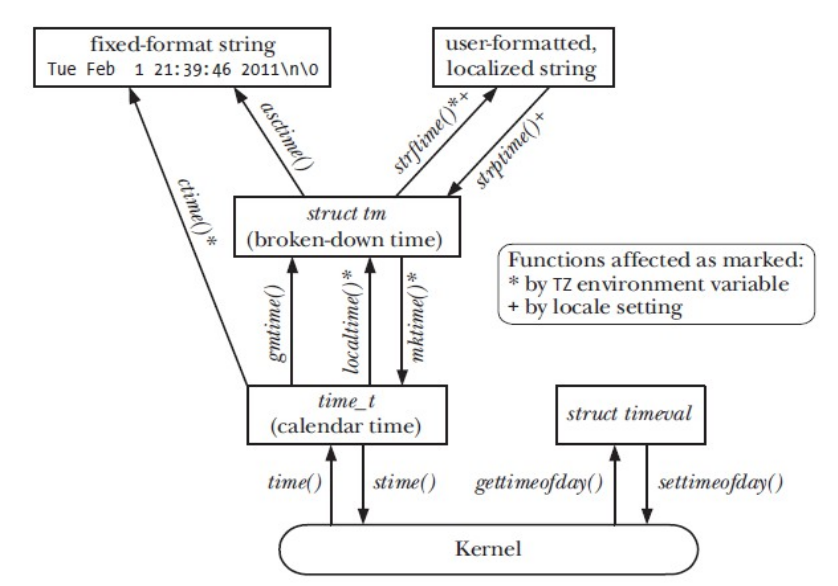 fixed-format string
Tue Feb  1 21:39:46 2011\n\0
user-formatted,
localized string
asctime()
strftime()*+
strptime()+
ctime()*
struct tm
(broken-down time)
Functions affected as marked:
* by TZ environment variable
+ by locale setting
gmtime()
localtime()*
mktime()*
time_t
(calendar time)
struct timeval
time()
stime()
gettimeofday()
settimeofday()
Kernel